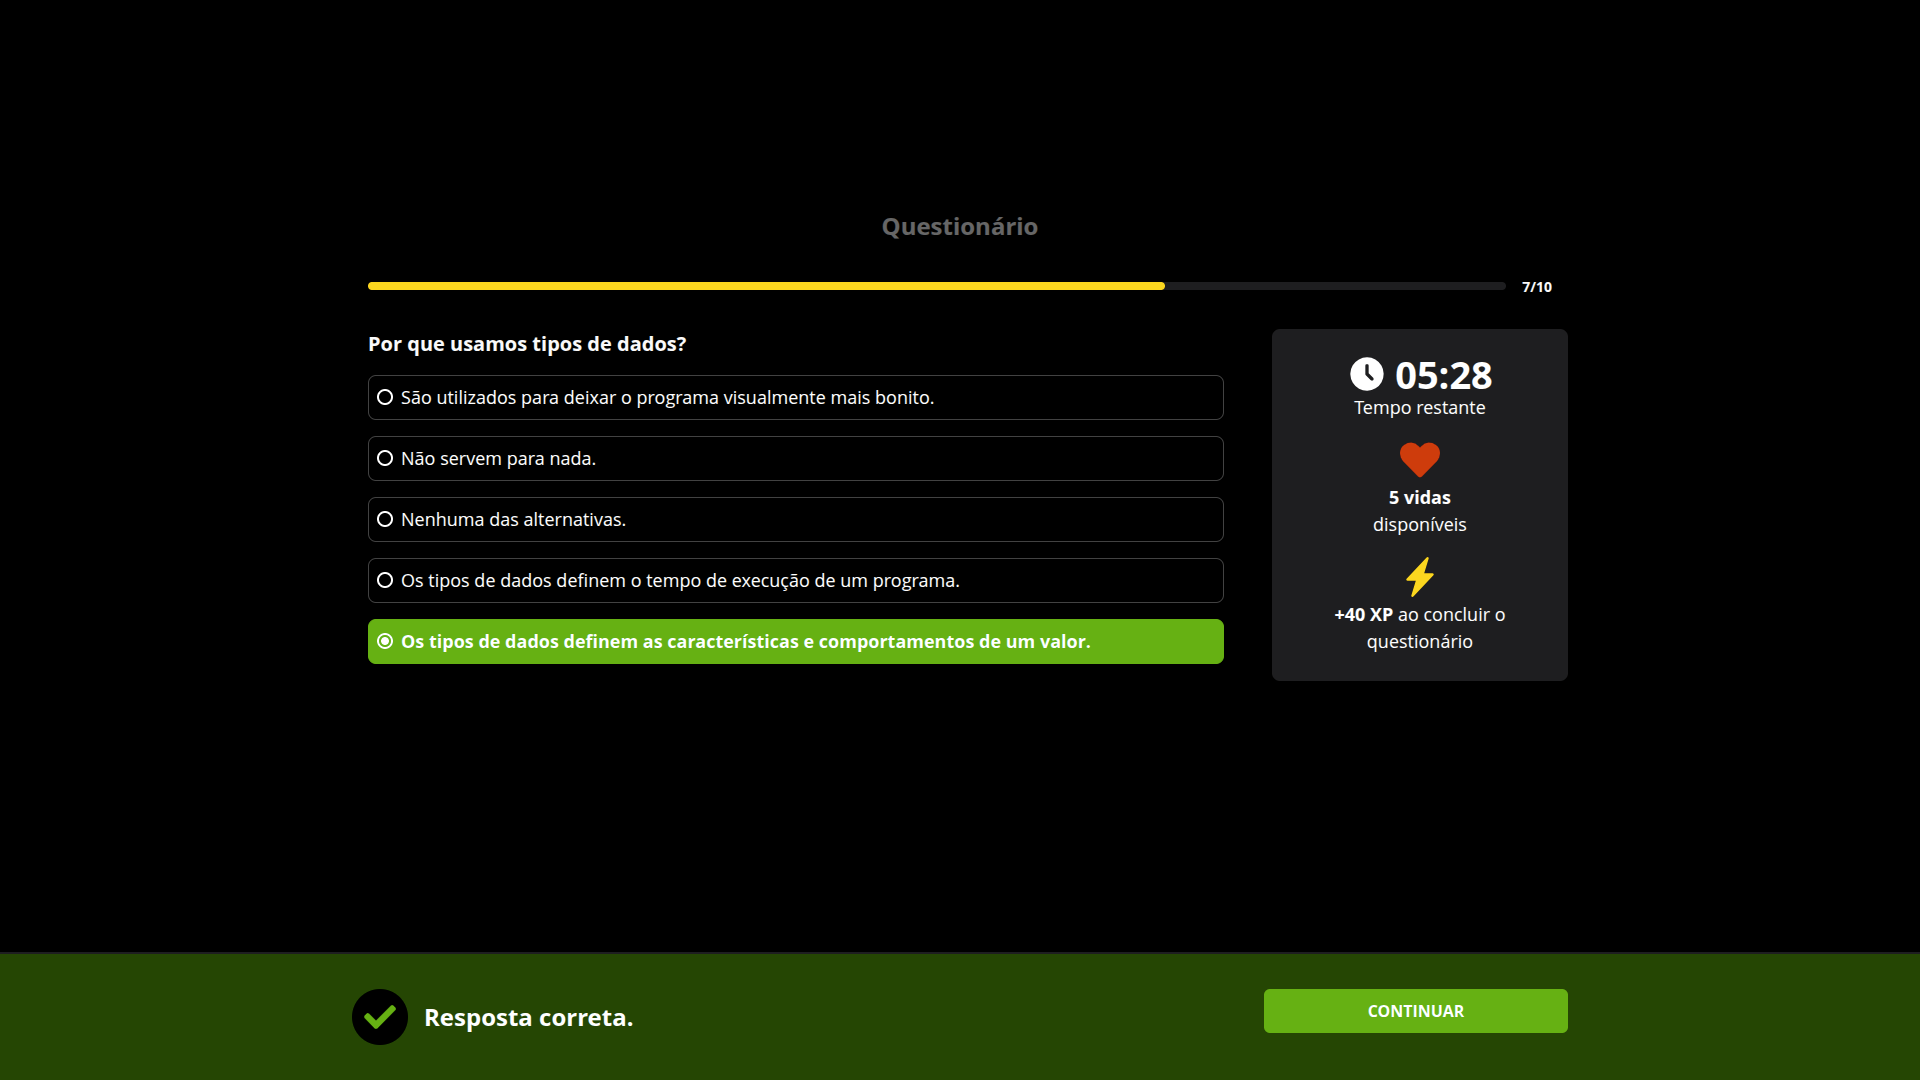 Questionário
7/10
Por que usamos tipos de dados?
São utilizados para deixar o programa visualmente mais bonito.
Não servem para nada.
Nenhuma das alternativas.
Os tipos de dados definem o tempo de execução de um programa.
Os tipos de dados definem as características e comportamentos de um valor.
05:28
Tempo restante
5 vidas
disponíveis
+40 XP ao concluir o
questionário
Resposta correta.
CONTINUAR